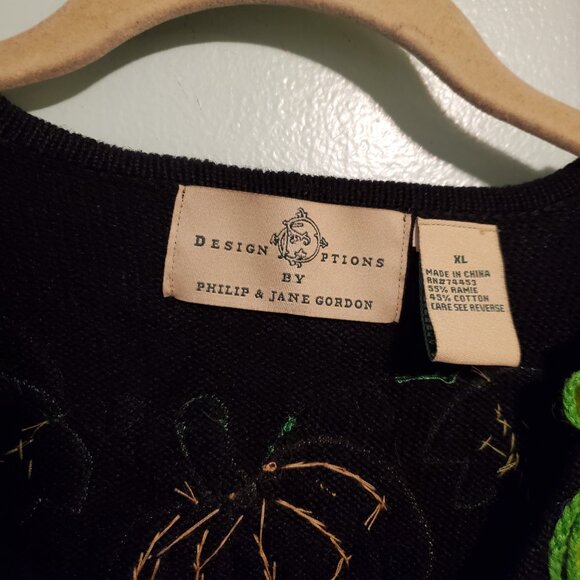 DESIGN OPTIONS
BY
PHILIP & JANE GORDON
XL
MADE IN CHINA
RN#74453
55% RAMIE
45% COTTON
CARE SEE REVERSE